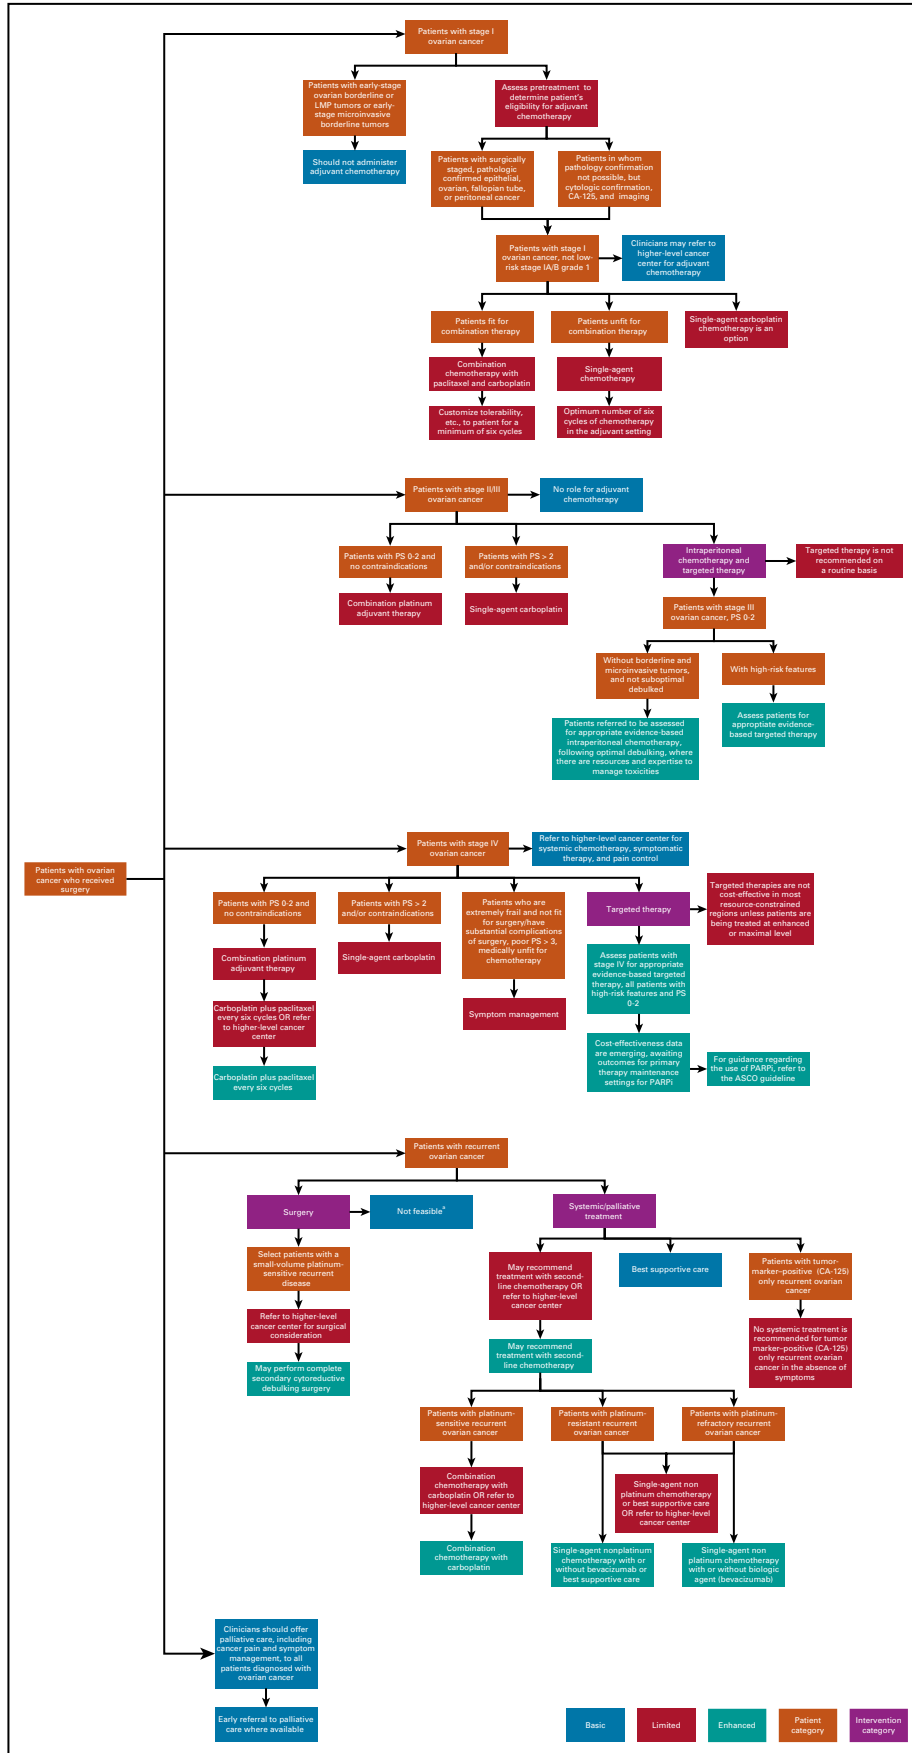 Patients with stage I
ovarian cancer
Patients with early-stage
ovarian borderline or
LMP tumors or early-
stage microinvasive
borderline tumors
Assess pretreatment to
determine patient's
eligibility for adjuvant
chemotherapy
Should not administer
adjuvant chemotherapy
Patients with surgically
staged, pathologic
confirmed epithelial,
ovarian, fallopian tube,
or peritoneal cancer
Patients in whom
pathology confirmation
not possible, but
cytologic confirmation,
CA-125, and imaging
Patients with stage I
ovarian cancer, not low-
risk stage IA/B grade 1
Clinicians may refer to
higher-level cancer
center for adjuvant
chemotherapy
Patients fit for
combination therapy
Patients unfit for
combination therapy
Single-agent carboplatin
chemotherapy is an
option
Combination
chemotherapy with
paclitaxel and carboplatin
Single-agent
chemotherapy
Customize tolerability,
etc., to patient for a
minimum of six cycles
Optimum number of six
cycles of chemotherapy
in the adjuvant setting
Patients with stage II/III
ovarian cancer
No role for adjuvant
chemotherapy
Patients with PS 0-2 and
no contraindications
Patients with PS > 2
and/or contraindications
Intraperitoneal
chemotherapy and
targeted therapy
Targeted therapy is not
recommended on
a routine basis
Combination platinum
adjuvant therapy
Single-agent carboplatin
Patients with stage III
ovarian cancer, PS 0-2
Without borderline and
microinvasive tumors,
and not suboptimal
debulked
With high-risk features
Patients referred to be assessed
for appropriate evidence-based
intraperitoneal chemotherapy,
following optimal debulking, where
there are resources and expertise to
manage toxicities
Assess patients for
appropriate evidence-
based targeted therapy
Patients with ovarian
cancer who received
surgery
Patients with stage IV
ovarian cancer
Refer to higher-level cancer center for
systemic chemotherapy, symptomatic
therapy, and pain control
Patients with PS 0-2 and
no contraindications
Patients with PS > 2
and/or contraindications
Patients who are
extremely frail and not fit
for surgery/have
substantial complications
of surgery, poor PS > 3,
medically unfit for
chemotherapy
Targeted therapy
Targeted therapies are not
cost-effective in most
resource-constrained
regions unless patients are
being treated at enhanced
or maximal level
Combination platinum
adjuvant therapy
Single-agent carboplatin
Symptom management
Assess patients with
stage IV for appropriate
evidence-based targeted
therapy, all patients with
high-risk features and PS
0-2
Carboplatin plus paclitaxel
every six cycles OR refer
to higher-level cancer
center
Carboplatin plus paclitaxel
every six cycles
Cost-effectiveness data
are emerging, awaiting
outcomes for primary
therapy maintenance
settings for PARPi
For guidance regarding
the use of PARPi, refer to
the ASCO guideline
Patients with recurrent
ovarian cancer
Surgery
Not feasibleª
Systemic/palliative
treatment
Select patients with a
small-volume platinum-
sensitive recurrent
disease
May recommend
treatment with second-
line chemotherapy OR
refer to higher-level
cancer center
Best supportive care
Patients with tumor-
marker–positive (CA-125)
only recurrent ovarian
cancer
Refer to higher-level
cancer center for surgical
consideration
May perform complete
secondary cytoreductive
debulking surgery
May recommend
treatment with second-
line chemotherapy
No systemic treatment is
recommended for tumor
marker–positive (CA-125)
only recurrent ovarian
cancer in the absence of
symptoms
Patients with platinum-
sensitive recurrent
ovarian cancer
Patients with platinum-
resistant recurrent
ovarian cancer
Patients with platinum-
refractory recurrent
ovarian cancer
Combination
chemotherapy with
carboplatin OR refer to
higher-level cancer center
Single-agent non
platinum chemotherapy
or best supportive care
OR refer to higher-level
cancer center
Combination
chemotherapy with
carboplatin
Single-agent nonplatinum
chemotherapy with or
without bevacizumab or
best supportive care
Single-agent non
platinum chemotherapy
with or without biologic
agent (bevacizumab)
Clinicians should offer
palliative care, including
cancer pain and symptom
management, to all
patients diagnosed with
ovarian cancer
Early referral to palliative
care where available
Basic
Limited
Enhanced
Patient
category
Intervention
category